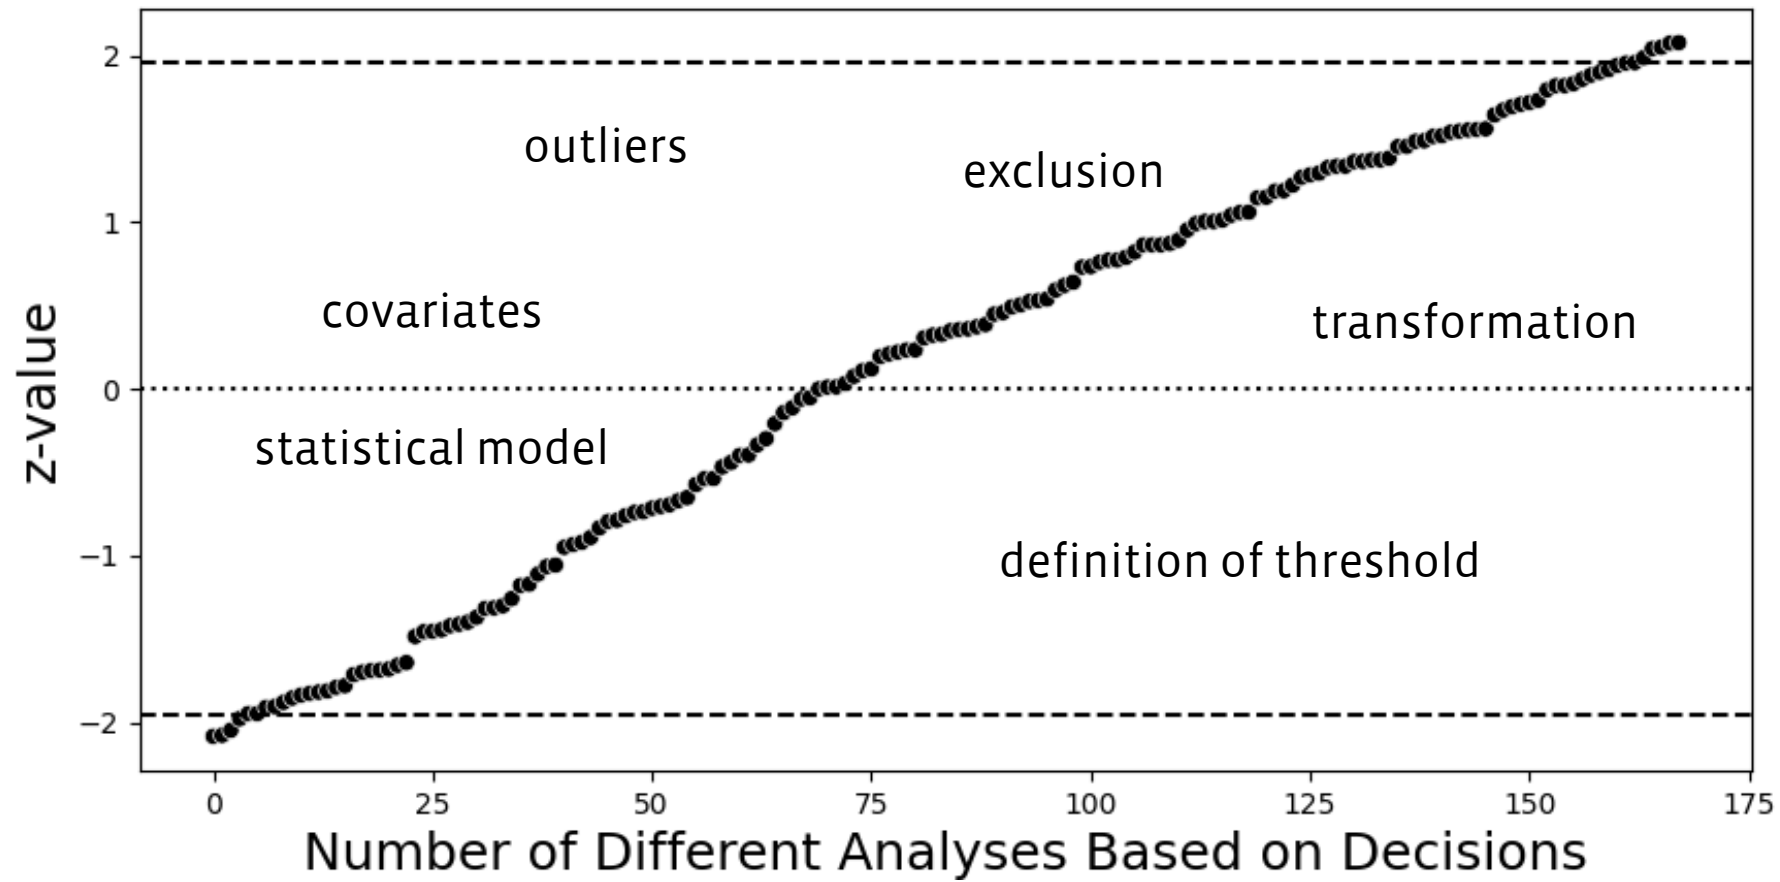 2
outliers
exclusion
1
covariates
transformation
0
z-value
statistical model
−1
definition of threshold
−2
0 25 50 75 100 125 150 175
Number of Different Analyses Based on Decisions